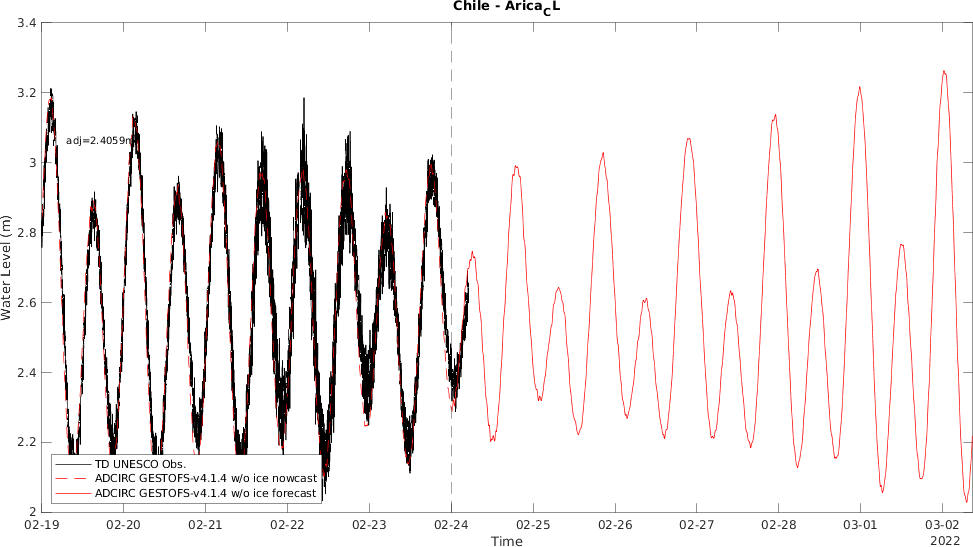 Chile - Arica_CL
3.4
3.2
3
2.8
2.6
2.4
2.2
2
Water Level (m)
adj=2.4059m
TD UNESCO Obs.
ADCIRC GESTOFS-v4.1.4 w/o ice nowcast
ADCIRC GESTOFS-v4.1.4 w/o ice forecast
02-19 02-20 02-21 02-22 02-23 02-24 02-25 02-26 02-27 02-28 03-01 03-02
Time
2022